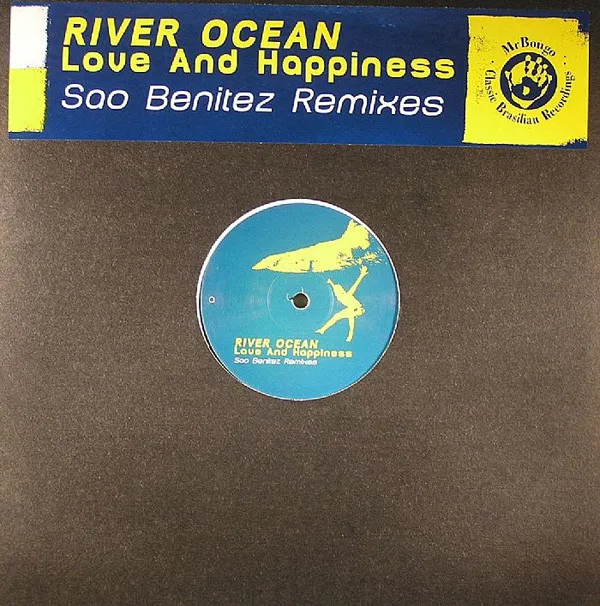 RIVER OCEAN
Love And Happiness
Sao Benitez Remixes
MrBongo
Classic Brasilian Recordings
RIVER OCEAN
Love And Happiness
Sao Benitez Remixes